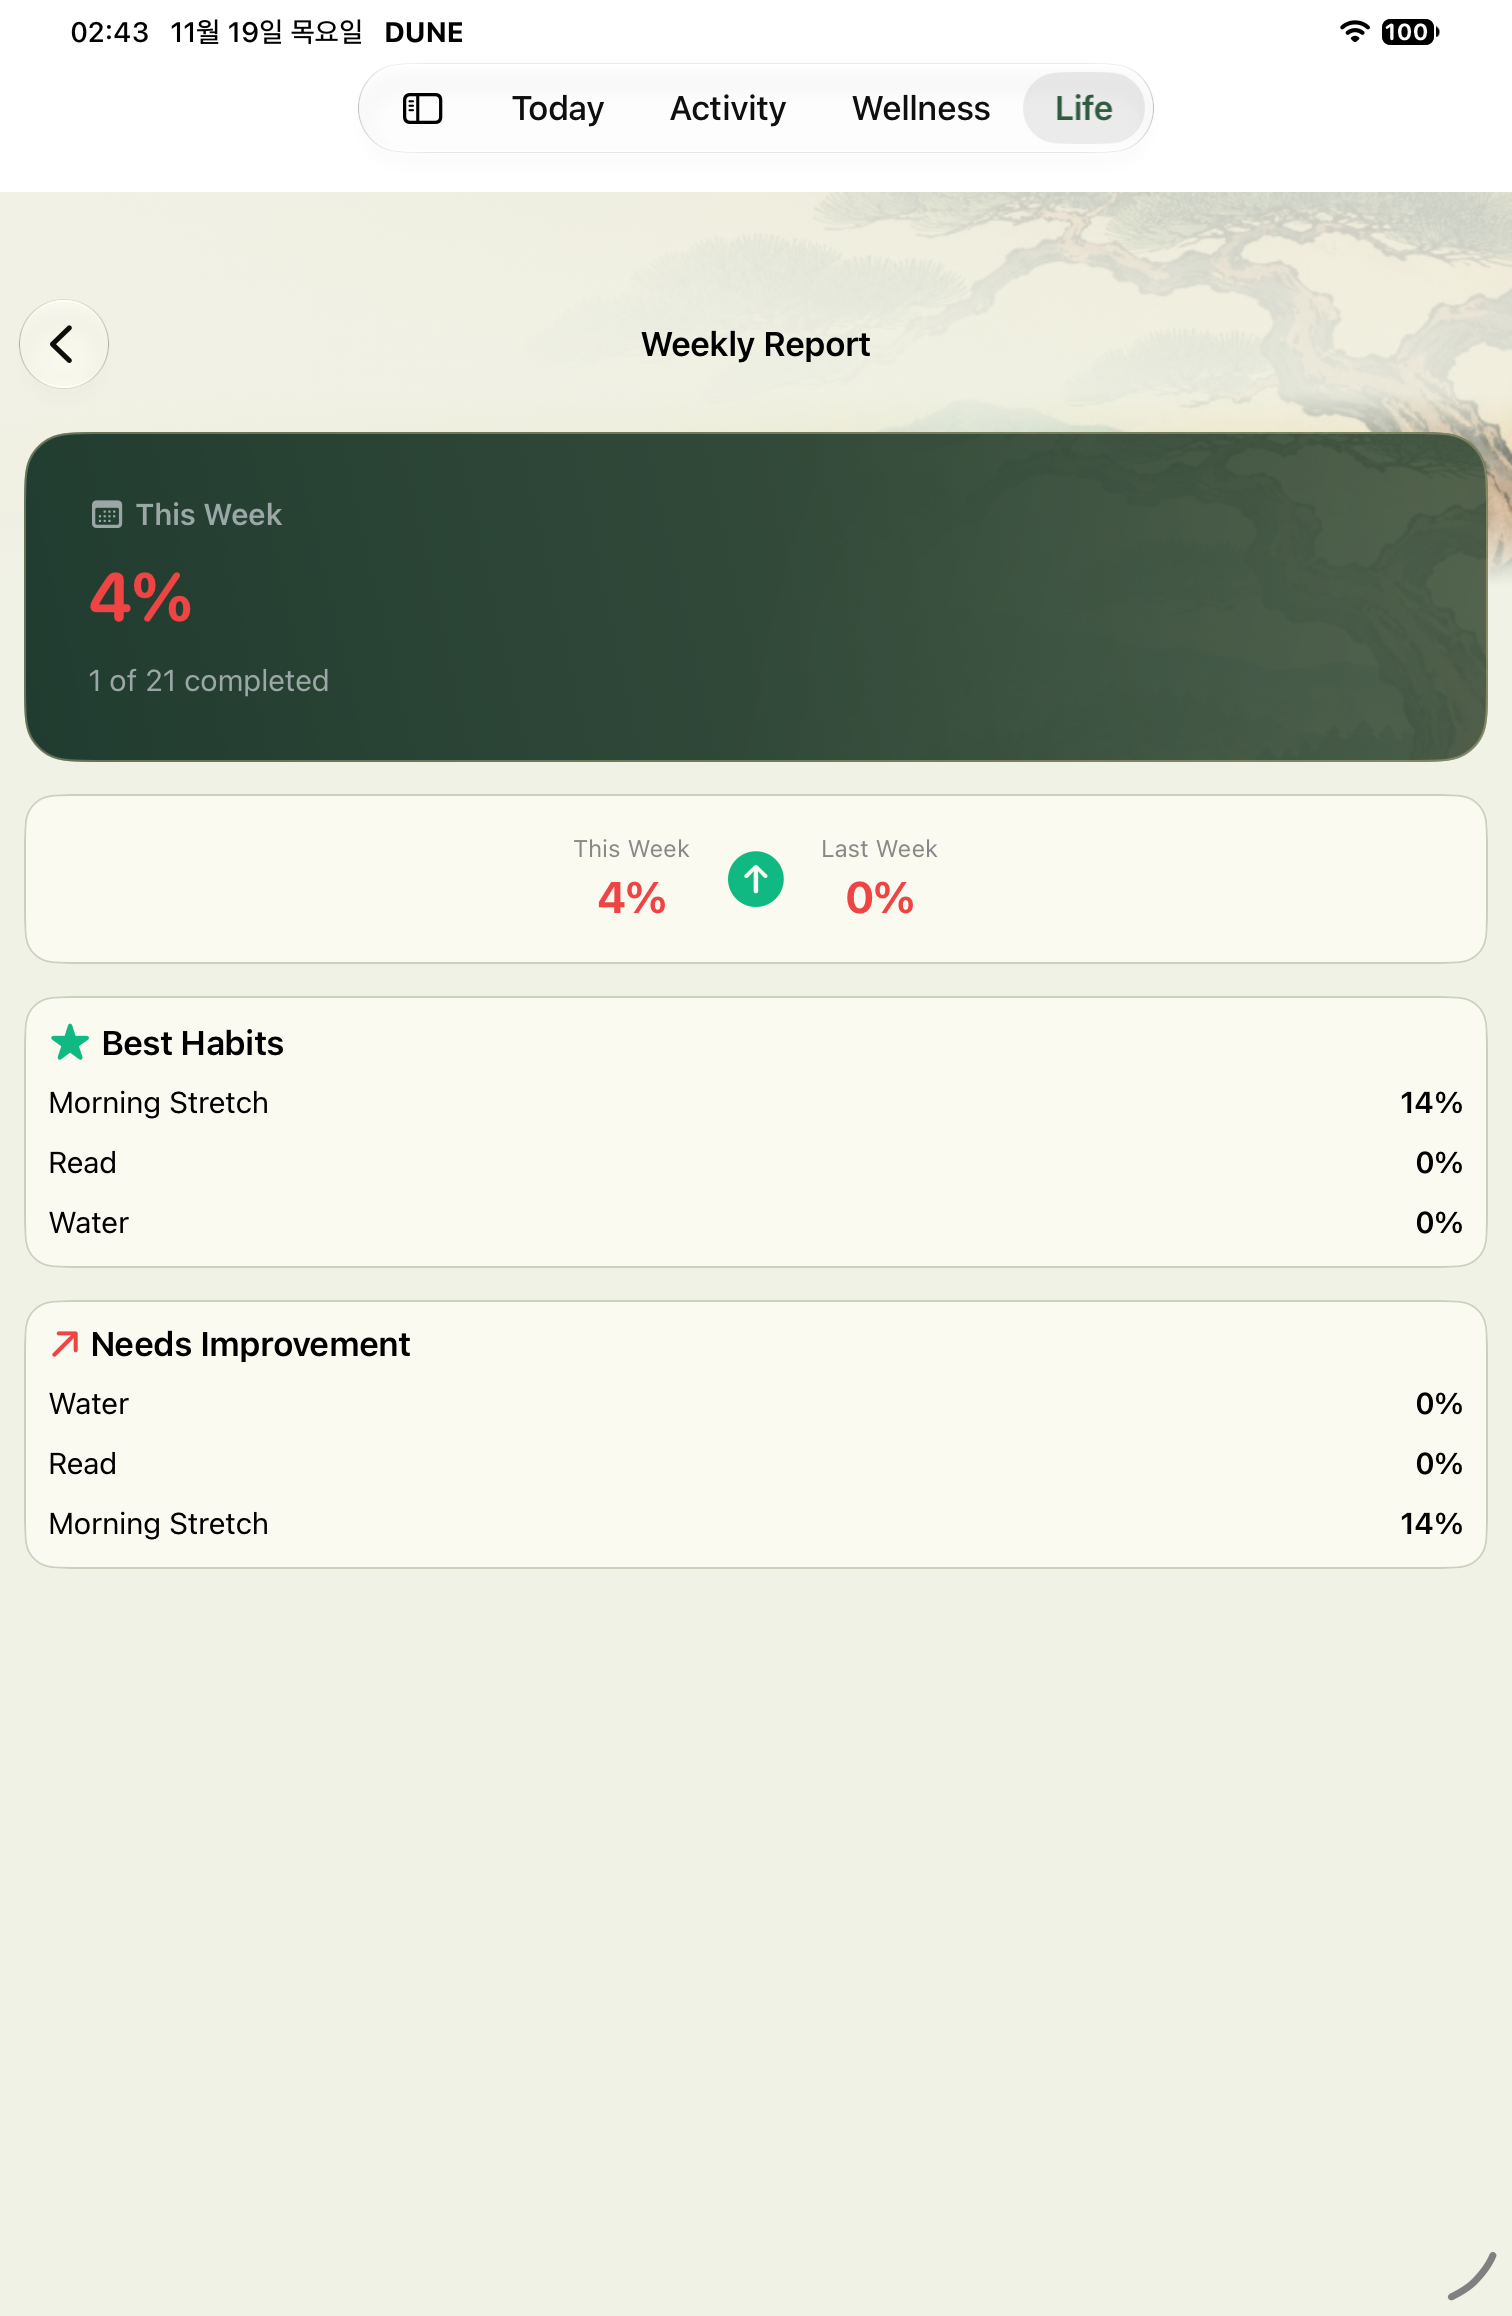 02:43 11월 19일 목요일 DUNE 100
Today Activity Wellness Life
Weekly Report
This Week
4%
1 of 21 completed
This Week Last Week
4% 0%
Best Habits
Morning Stretch 14%
Read 0%
Water 0%
Needs Improvement
Water 0%
Read 0%
Morning Stretch 14%